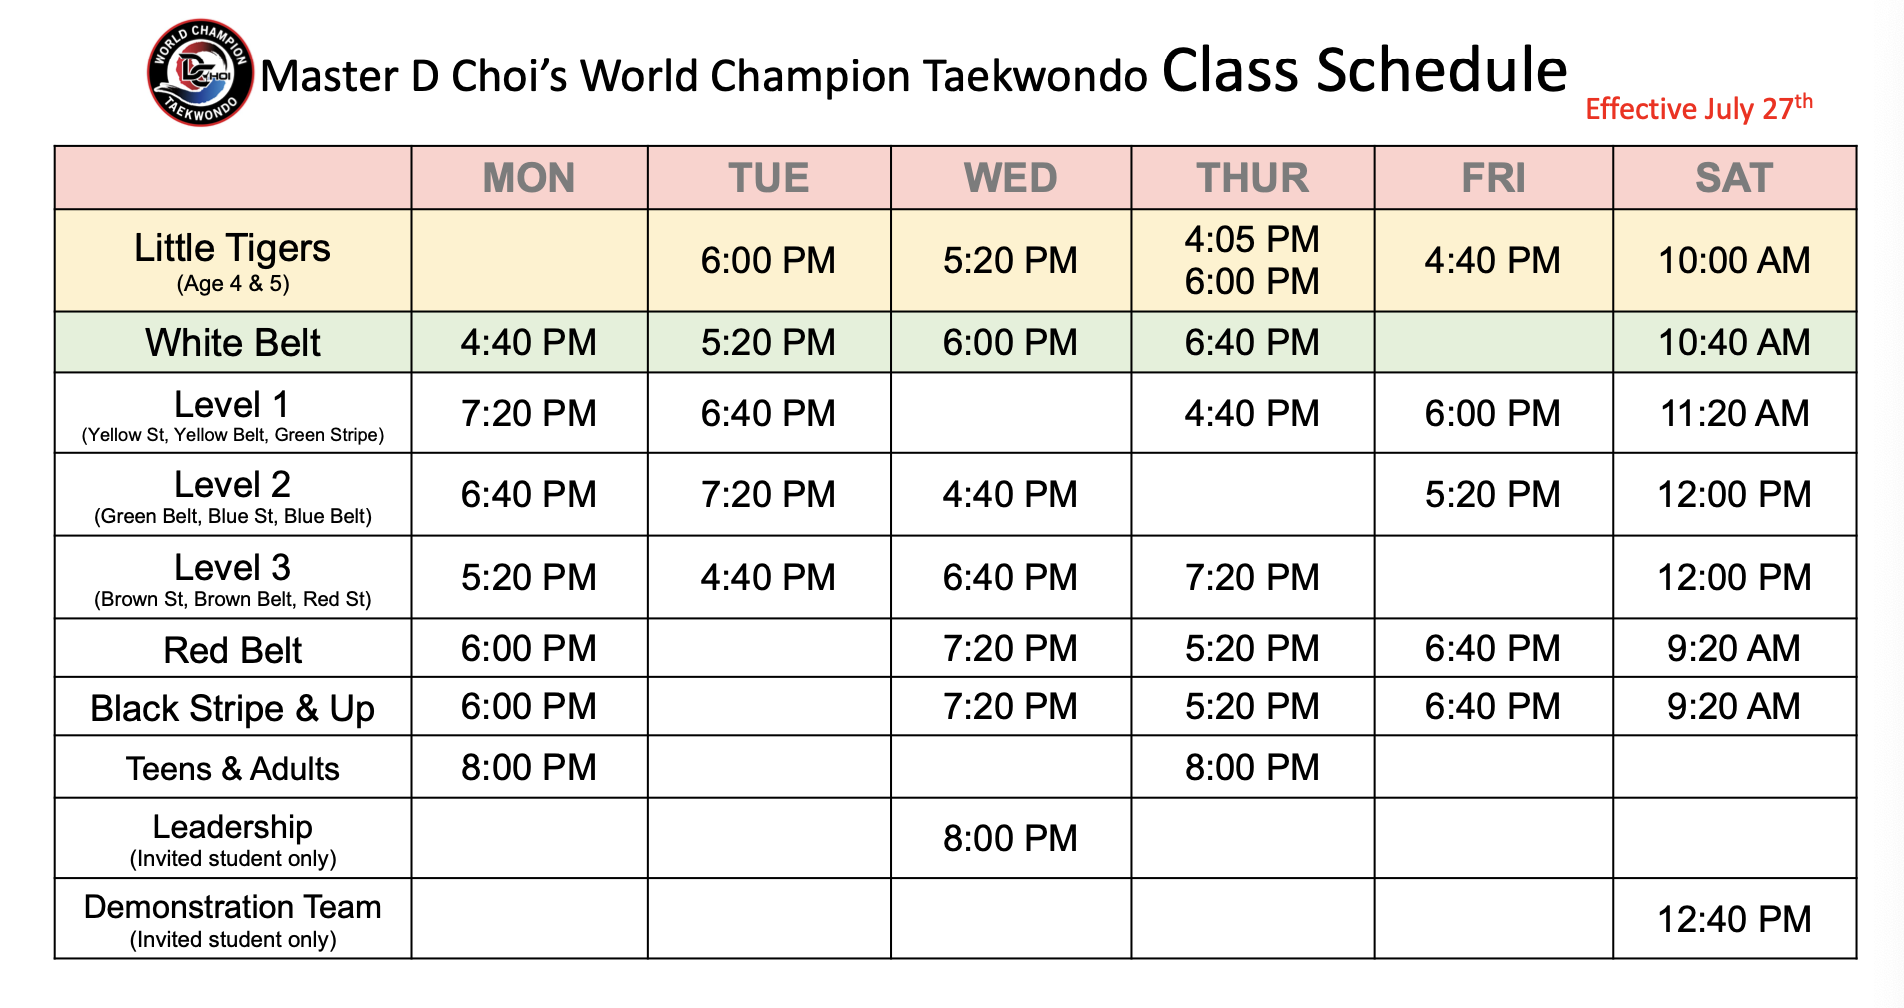 WORLD CHAMPION
D CHOI
TAEKWONDO
Master D Choi's World Champion Taekwondo Class Schedule
Effective July 27th
MON TUE WED THUR FRI SAT
Little Tigers
(Age 4 & 5)
6:00 PM 5:20 PM 4:05 PM 6:00 PM 4:40 PM 10:00 AM
White Belt 4:40 PM 5:20 PM 6:00 PM 6:40 PM 10:40 AM
Level 1
(Yellow St, Yellow Belt, Green Stripe)
7:20 PM 6:40 PM 4:40 PM 6:00 PM 11:20 AM
Level 2
(Green Belt, Blue St, Blue Belt)
6:40 PM 7:20 PM 4:40 PM 5:20 PM 12:00 PM
Level 3
(Brown St, Brown Belt, Red St)
5:20 PM 4:40 PM 6:40 PM 7:20 PM 12:00 PM
Red Belt 6:00 PM 7:20 PM 5:20 PM 6:40 PM 9:20 AM
Black Stripe & Up 6:00 PM 7:20 PM 5:20 PM 6:40 PM 9:20 AM
Teens & Adults 8:00 PM 8:00 PM
Leadership
(Invited student only)
8:00 PM
Demonstration Team
(Invited student only)
12:40 PM